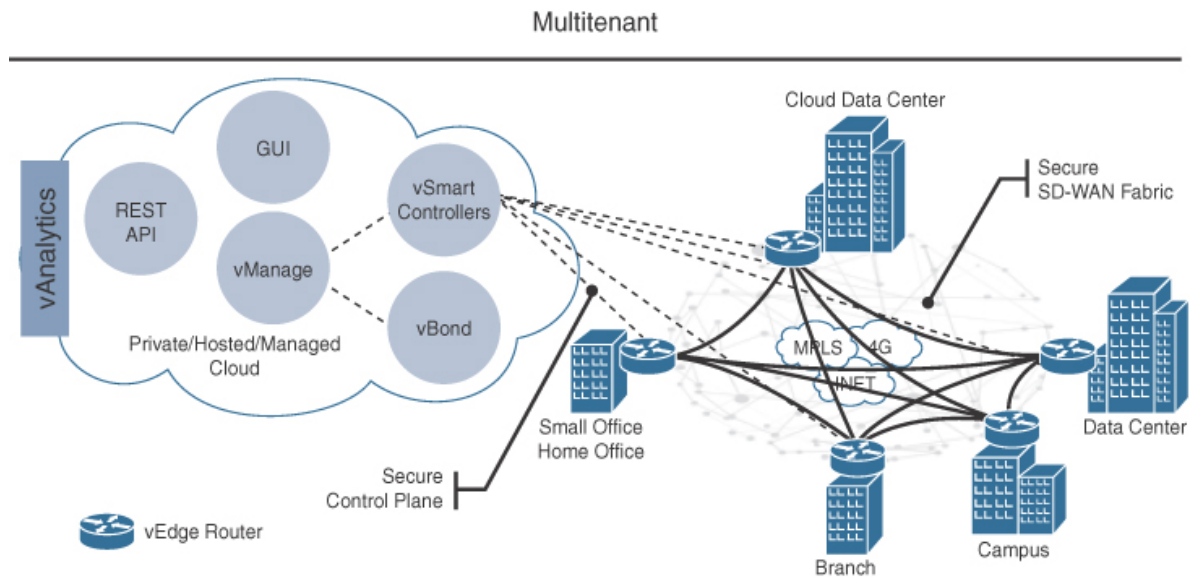 Multitenant
vAnalytics
REST
API
GUI
vManage
vSmart
Controllers
vBond
Private/Hosted/Managed
Cloud
Cloud Data Center
Secure
SD-WAN Fabric
MPLS
4G
INET
Small Office
Home Office
Data Center
Secure
Control Plane
Branch
Campus
vEdge Router